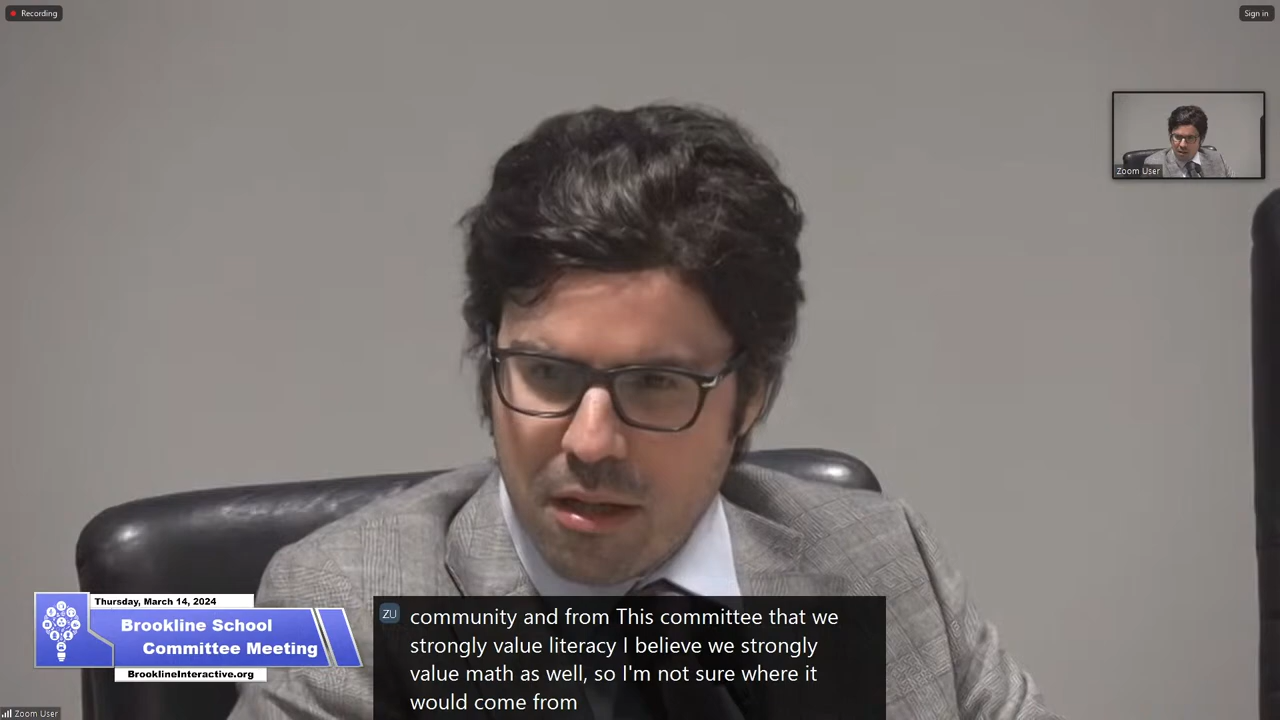 Recording
Sign in
Zoom User
Thursday, March 14, 2024
Brookline School
Committee Meeting
BrooklineInteractive.org
ZU
community and from This committee that we
strongly value literacy I believe we strongly
value math as well, so I'm not sure where it
would come from
Zoom User